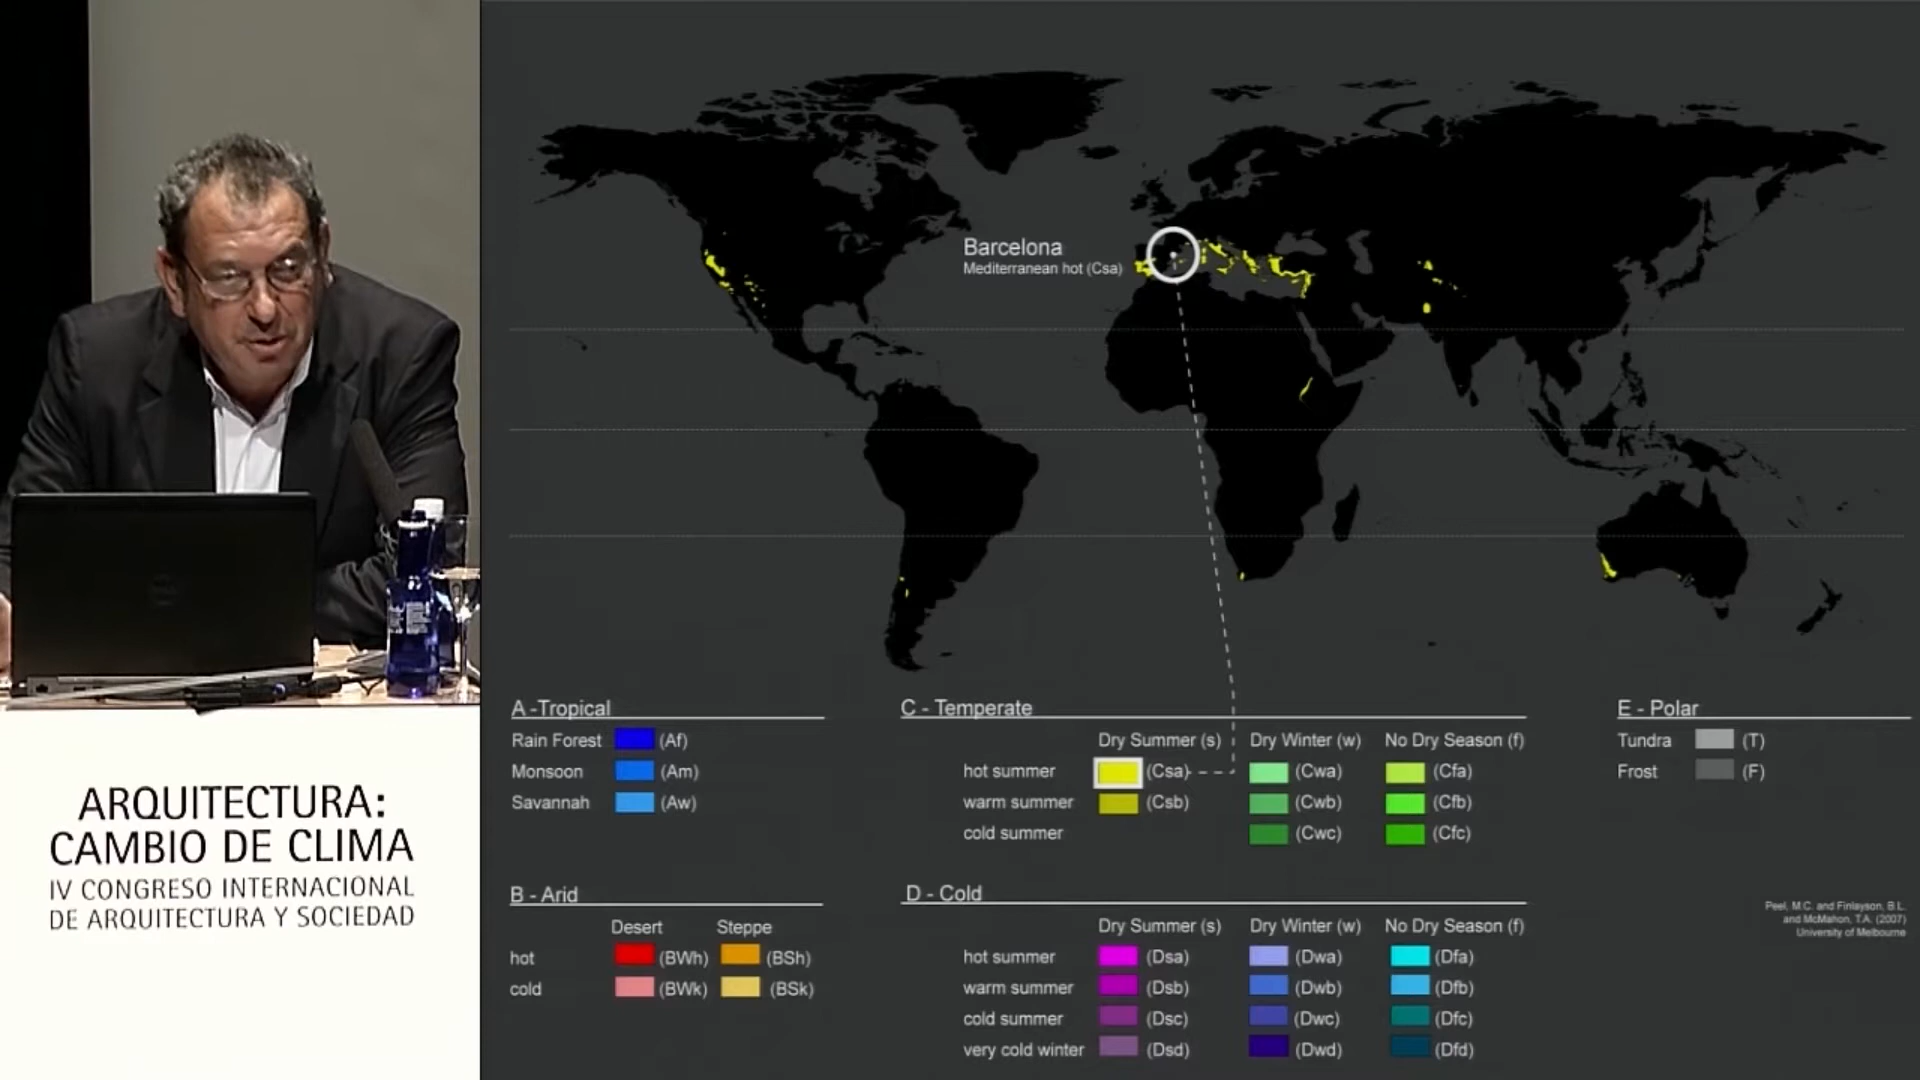 Barcelona
Mediterranean hot (Csa)
A -Tropical
Rain Forest (Af)
Monsoon (Am)
Savannah (Aw)
B - Arid
Desert Steppe
hot (BWh) (BSh)
cold (BWk) (BSk)
C - Temperate
Dry Summer (s) Dry Winter (w) No Dry Season (f)
hot summer (Csa) (Cwa) (Cfa)
warm summer (Csb) (Cwb) (Cfb)
cold summer (Cwc) (Cfc)
D - Cold
Dry Summer (s) Dry Winter (w) No Dry Season (f)
hot summer (Dsa) (Dwa) (Dfa)
warm summer (Dsb) (Dwb) (Dfb)
cold summer (Dsc) (Dwc) (Dfc)
very cold winter (Dsd) (Dwd) (Dfd)
E - Polar
Tundra (T)
Frost (F)
Peel, M.C. and Finlayson, B.L.
and McMahon, T.A. (2007)
University of Melbourne
ARQUITECTURA:
CAMBIO DE CLIMA
IV CONGRESO INTERNACIONAL
DE ARQUITECTURA Y SOCIEDAD